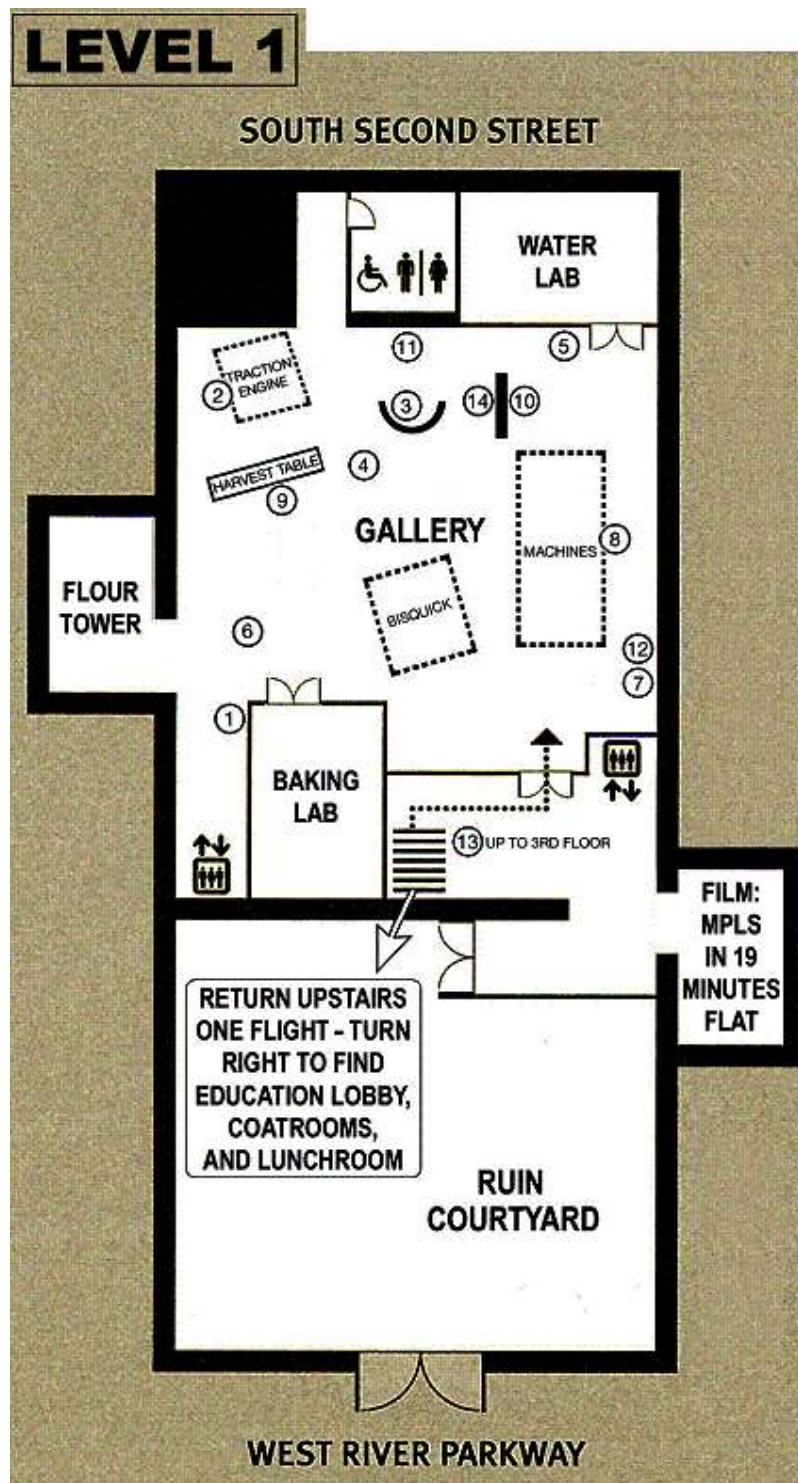 LEVEL 1
SOUTH SECOND STREET
WATER
LAB
11
5
TRACTION
ENGINE
2
3
14
10
4
HARVEST TABLE
9
GALLERY
8
MACHINES
FLOUR
TOWER
BISQUICK
6
12
7
1
BAKING
LAB
13 UP TO 3RD FLOOR
FILM:
MPLS
IN 19
MINUTES
FLAT
RETURN UPSTAIRS
ONE FLIGHT - TURN
RIGHT TO FIND
EDUCATION LOBBY,
COATROOMS,
AND LUNCHROOM
RUIN
COURTYARD
WEST RIVER PARKWAY